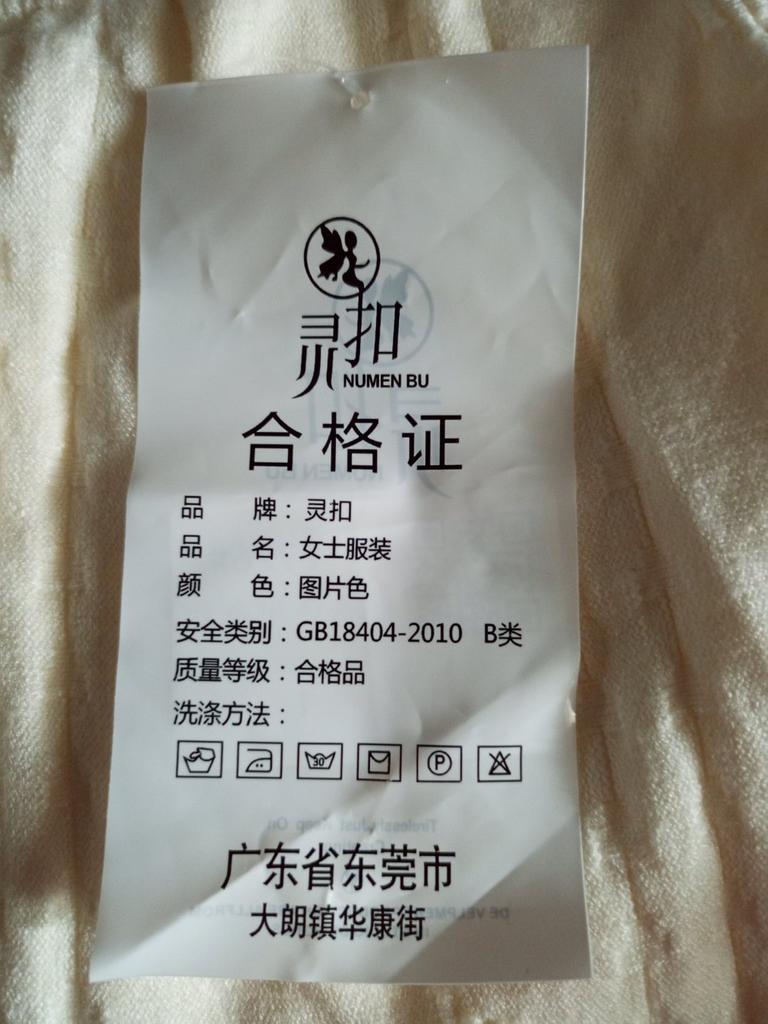 灵扣
NUMEN BU
合格证
品 牌：灵扣
品 名：女士服装
颜 色：图片色
安全类别：GB18404-2010 B类
质量等级：合格品
洗涤方法：
30
P
广东省东莞市
大朗镇华康街